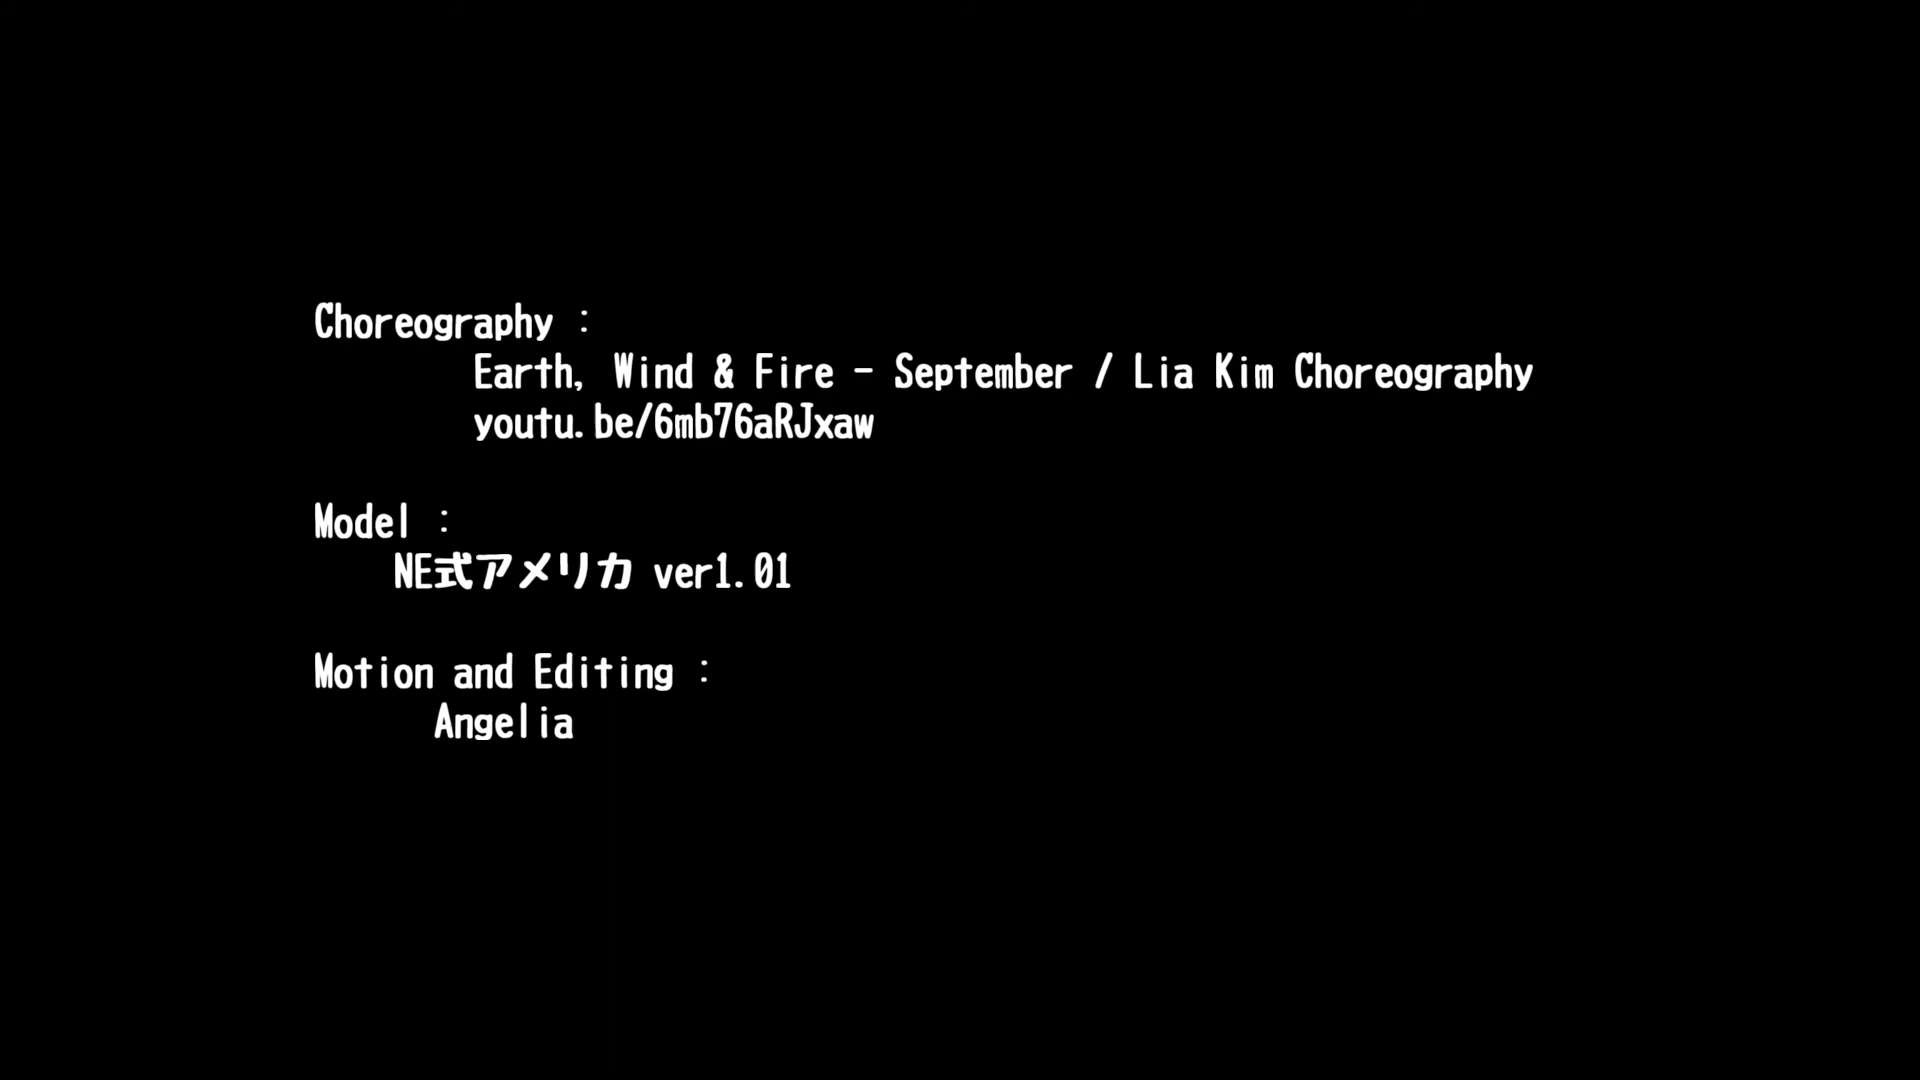 Choreography :
Earth, Wind & Fire - September / Lia Kim Choreography
youtu.be/6mb76aRJxaw
Model :
NE式アメリカ ver1.01
Motion and Editing :
Angelia